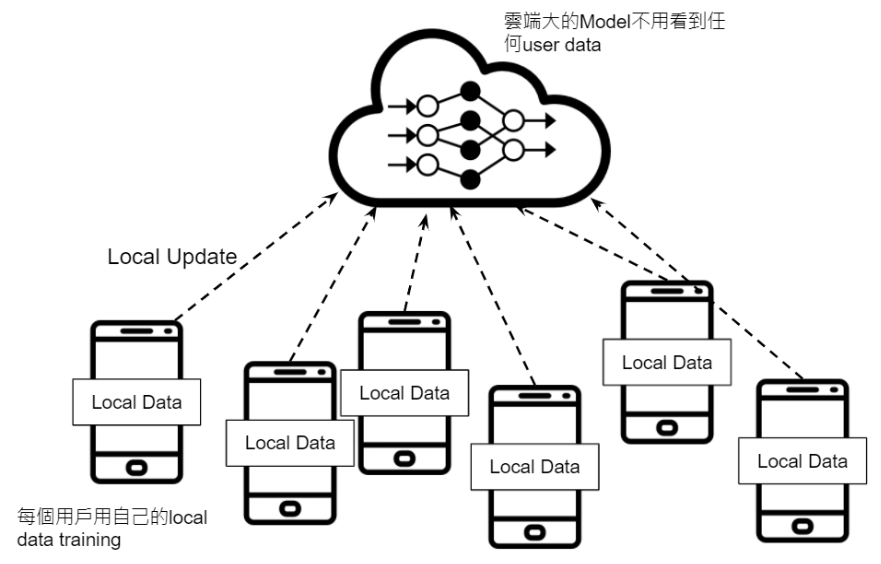 雲端大的Model不用看到任
何user data
Local Update
Local Data
Local Data
Local Data
Local Data
Local Data
Local Data
每個用戶用自己的local
data training